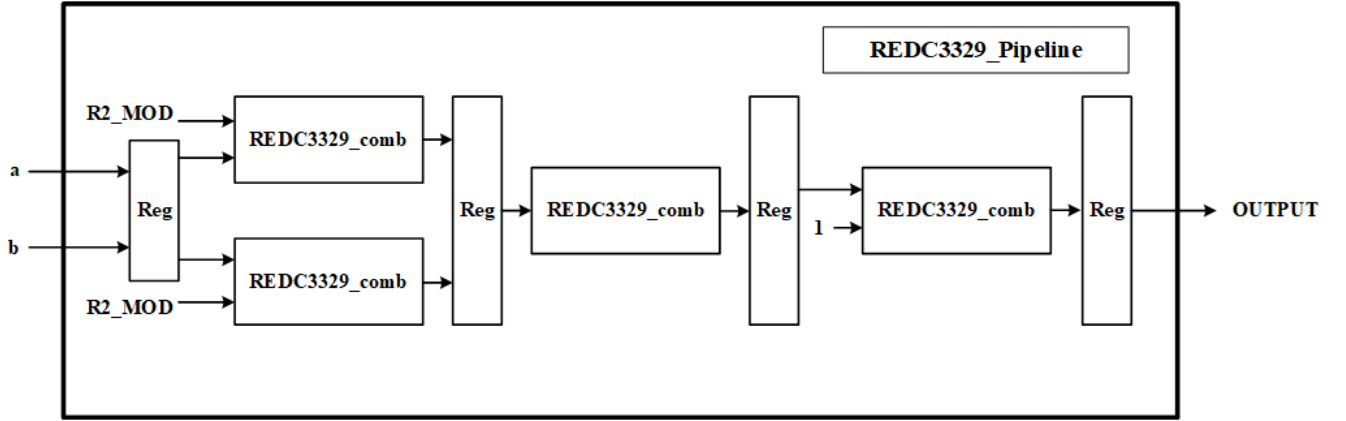 REDC3329_Pipeline
R2_MOD
REDC3329_comb
a
Reg
b
REDC3329_comb
R2_MOD
Reg
REDC3329_comb
Reg
1
REDC3329_comb
Reg
OUTPUT